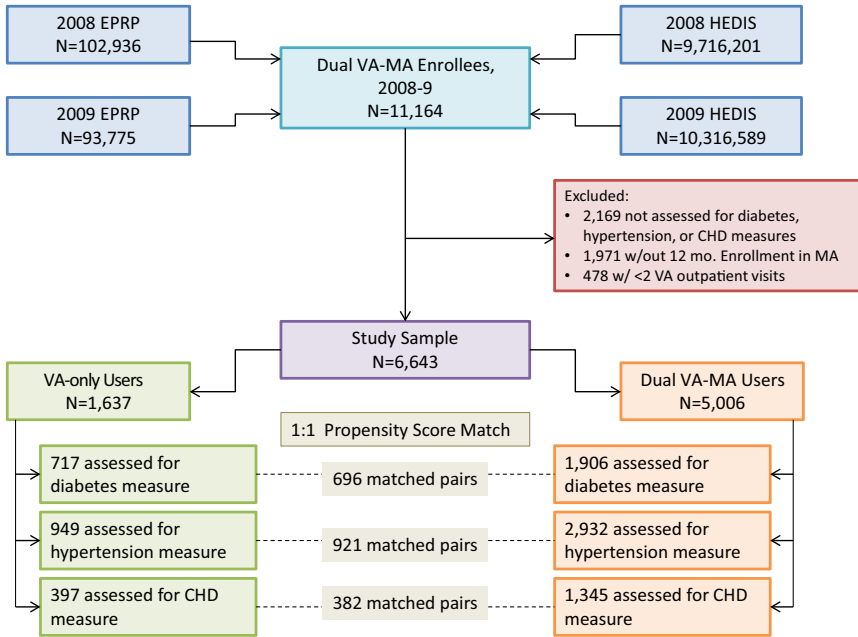 2008 EPRP
N=102,936
2009 EPRP
N=93,775
Dual VA-MA Enrollees,
2008-9
N=11,164
2008 HEDIS
N=9,716,201
2009 HEDIS
N=10,316,589
Excluded:
• 2,169 not assessed for diabetes,
hypertension, or CHD measures
• 1,971 w/out 12 mo. Enrollment in MA
• 478 w/ <2 VA outpatient visits
Study Sample
N=6,643
VA-only Users
N=1,637
Dual VA-MA Users
N=5,006
1:1 Propensity Score Match
717 assessed for
diabetes measure
696 matched pairs
1,906 assessed for
diabetes measure
949 assessed for
hypertension measure
921 matched pairs
2,932 assessed for
hypertension measure
397 assessed for CHD
measure
382 matched pairs
1,345 assessed for CHD
measure